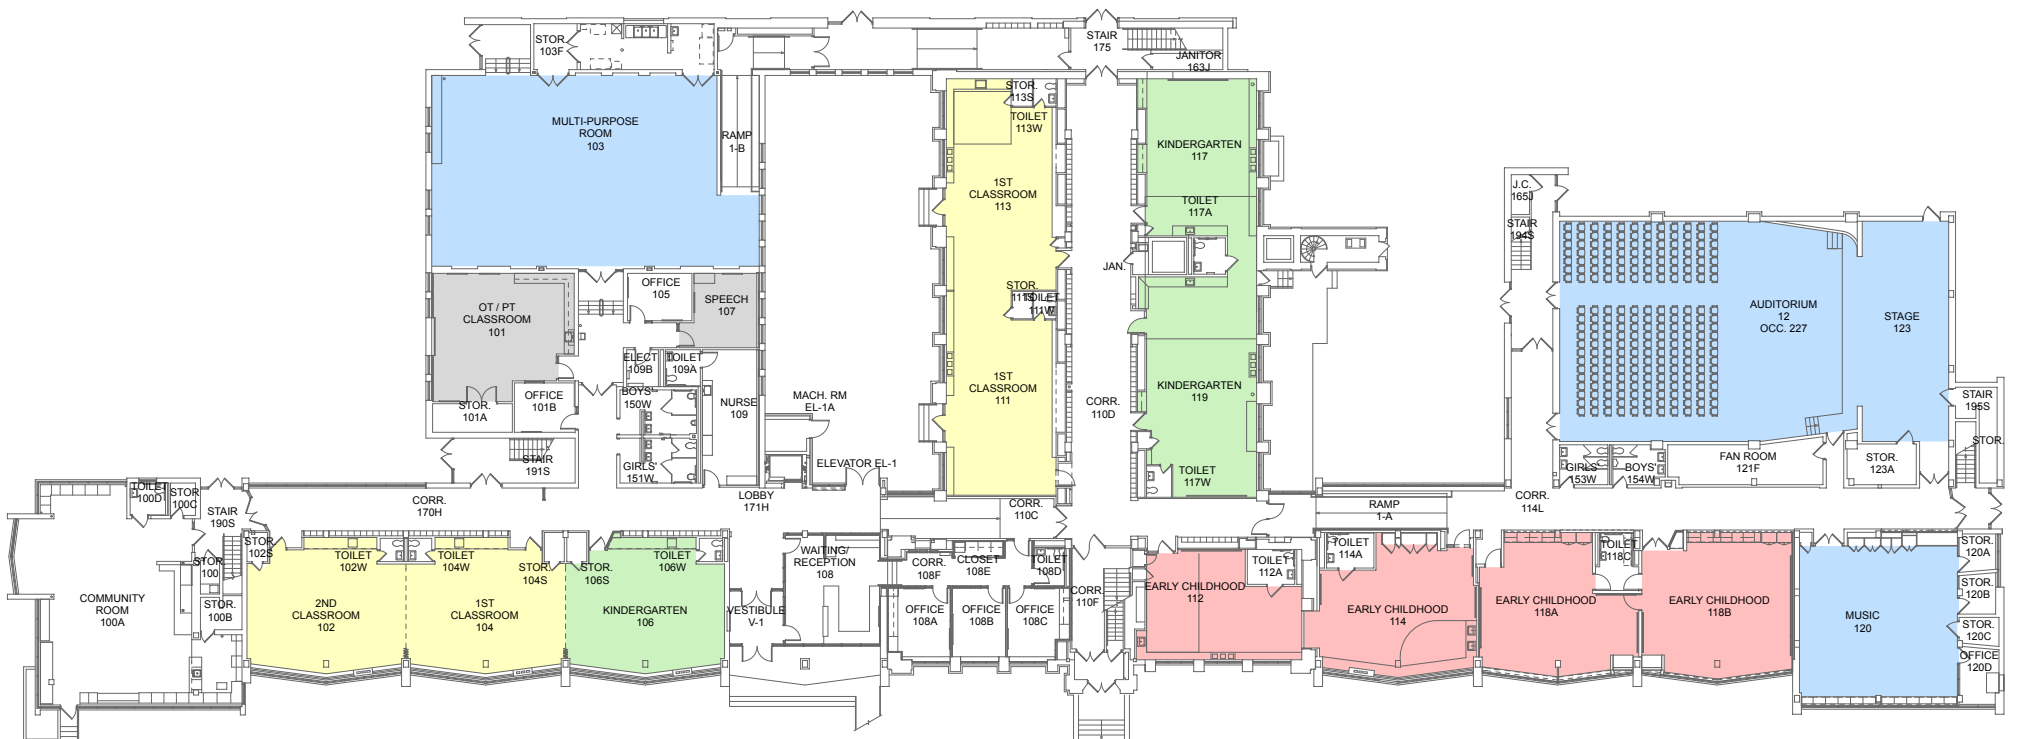 STOR.
103F
STAIR
175
JANITOR
163J
MULTI-PURPOSE
ROOM
103
RAMP
1-B
STOR.
113S
TOILET
113W
1ST
CLASSROOM
113
KINDERGARTEN
117
TOILET
117A
J.C.
165J
STAIR
194S
JAN.
OFFICE
105
SPEECH
107
OT / PT
CLASSROOM
101
STOR.
111S
TOILET
111W
AUDITORIUM
12
OCC. 227
STAGE
123
ELECT
109B
TOILET
109A
1ST
CLASSROOM
111
KINDERGARTEN
119
BOYS'
150W
NURSE
109
MACH. RM
EL-1A
OFFICE
101B
STOR.
101A
CORR.
110D
STAIR
195S
STOR.
STAIR
191S
GIRLS'
151W
ELEVATOR EL-1
TOILET
117W
GIRLS'
153W
BOYS'
154W
FAN ROOM
121F
STOR.
123A
TOILET
100D
STOR
100C
CORR.
170H
LOBBY
171H
CORR.
110C
RAMP
1-A
CORR.
114L
STAIR
190S
STOR.
102S
TOILET
102W
TOILET
104W
STOR.
104S
STOR.
106S
TOILET
106W
WAITING/
RECEPTION
108
CORR.
108F
CLOSET
108E
TOILET
108D
TOILET
112A
TOILET
114A
TOILET
118C
STOR.
120A
STOR.
100
STOR.
100B
COMMUNITY
ROOM
100A
2ND
CLASSROOM
102
1ST
CLASSROOM
104
KINDERGARTEN
106
VESTIBULE
V-1
OFFICE
108A
OFFICE
108B
OFFICE
108C
CORR.
110F
EARLY CHILDHOOD
112
EARLY CHILDHOOD
114
EARLY CHILDHOOD
118A
EARLY CHILDHOOD
118B
MUSIC
120
STOR.
120B
STOR.
120C
OFFICE
120D